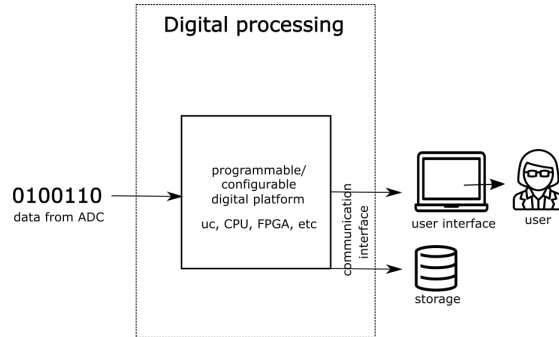 Digital processing
0100110
data from ADC
programmable/
configurable
digital platform
uc, CPU, FPGA, etc
communication
interface
user interface
user
storage